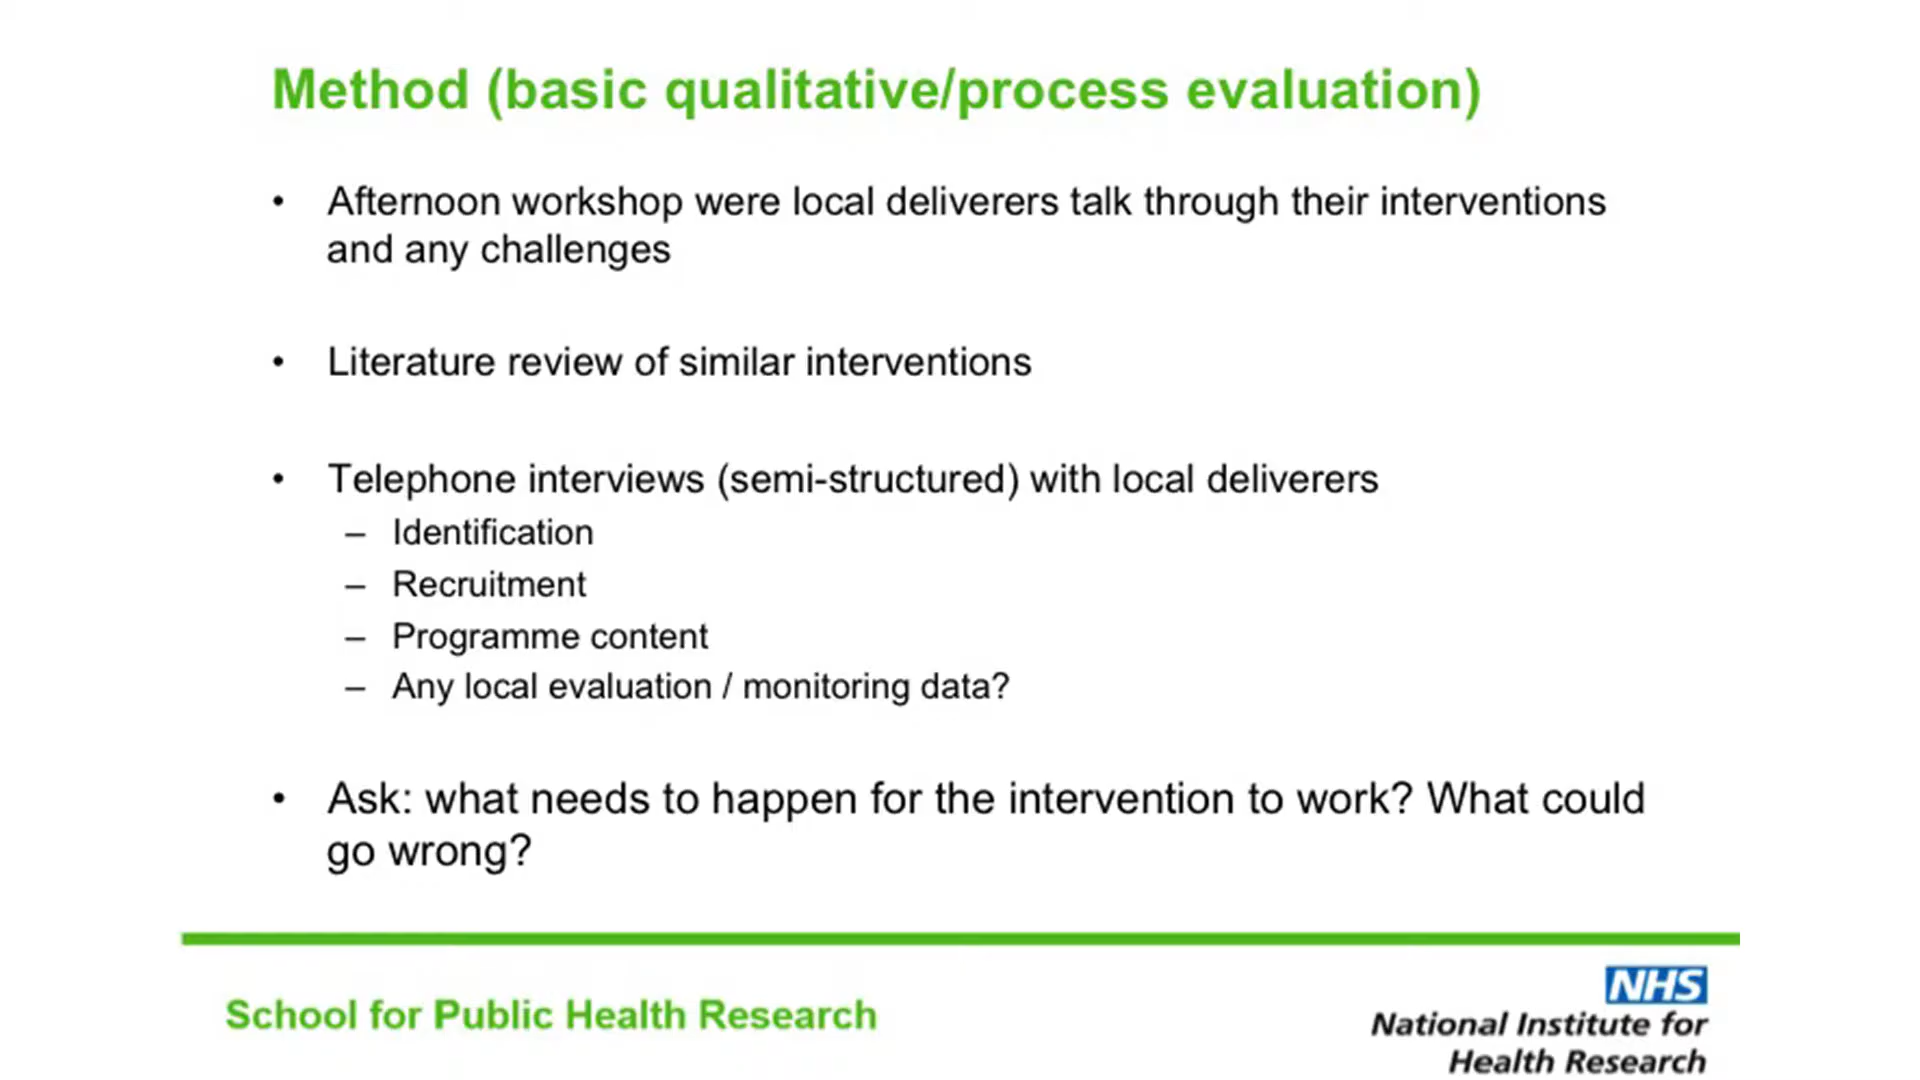 Method (basic qualitative/process evaluation)
• Afternoon workshop were local deliverers talk through their interventions
and any challenges
• Literature review of similar interventions
• Telephone interviews (semi-structured) with local deliverers
– Identification
– Recruitment
– Programme content
– Any local evaluation / monitoring data?
• Ask: what needs to happen for the intervention to work? What could
go wrong?
School for Public Health Research
NHS
National Institute for
Health Research